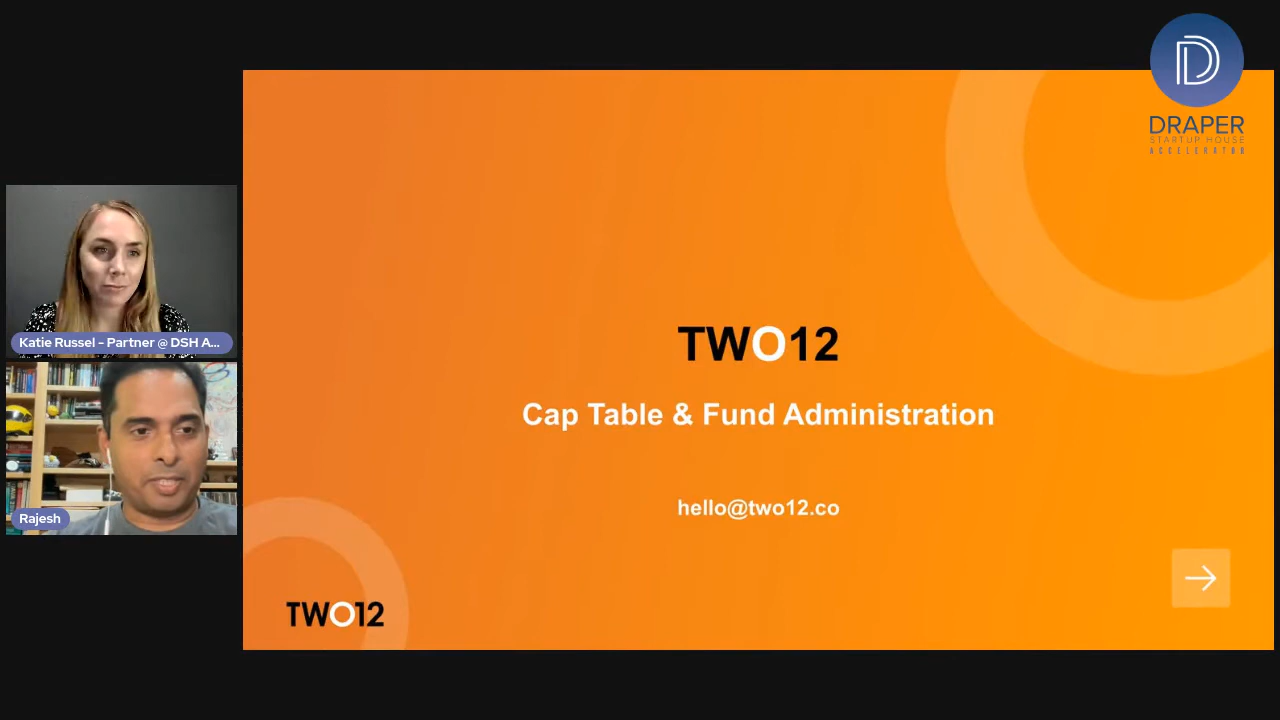 DRAPER
STARTUP HOUSE
ACCELERATOR
Katie Russel - Partner @ DSH A...
Rajesh
TWO12
Cap Table & Fund Administration
hello@two12.co
TWO12